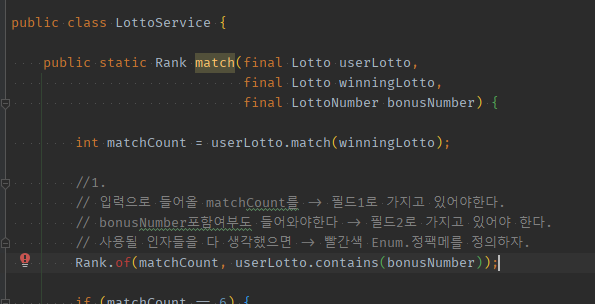 public class LottoService {
public static Rank match(final Lotto userLotto,
final Lotto winningLotto,
final LottoNumber bonusNumber) {
int matchCount = userLotto.match(winningLotto);
//1.
// 입력으로 들어올 matchCount를 -> 필드1로 가지고 있어야한다.
// bonusNumber포함여부도 들어와야한다 -> 필드2로 가지고 있어야 한다.
// 사용될 인자들을 다 생각했으면 -> 빨간색 Enum.정팩메를 정의하자.
Rank.of(matchCount, userLotto.contains(bonusNumber));
if (matchCount == 6) {